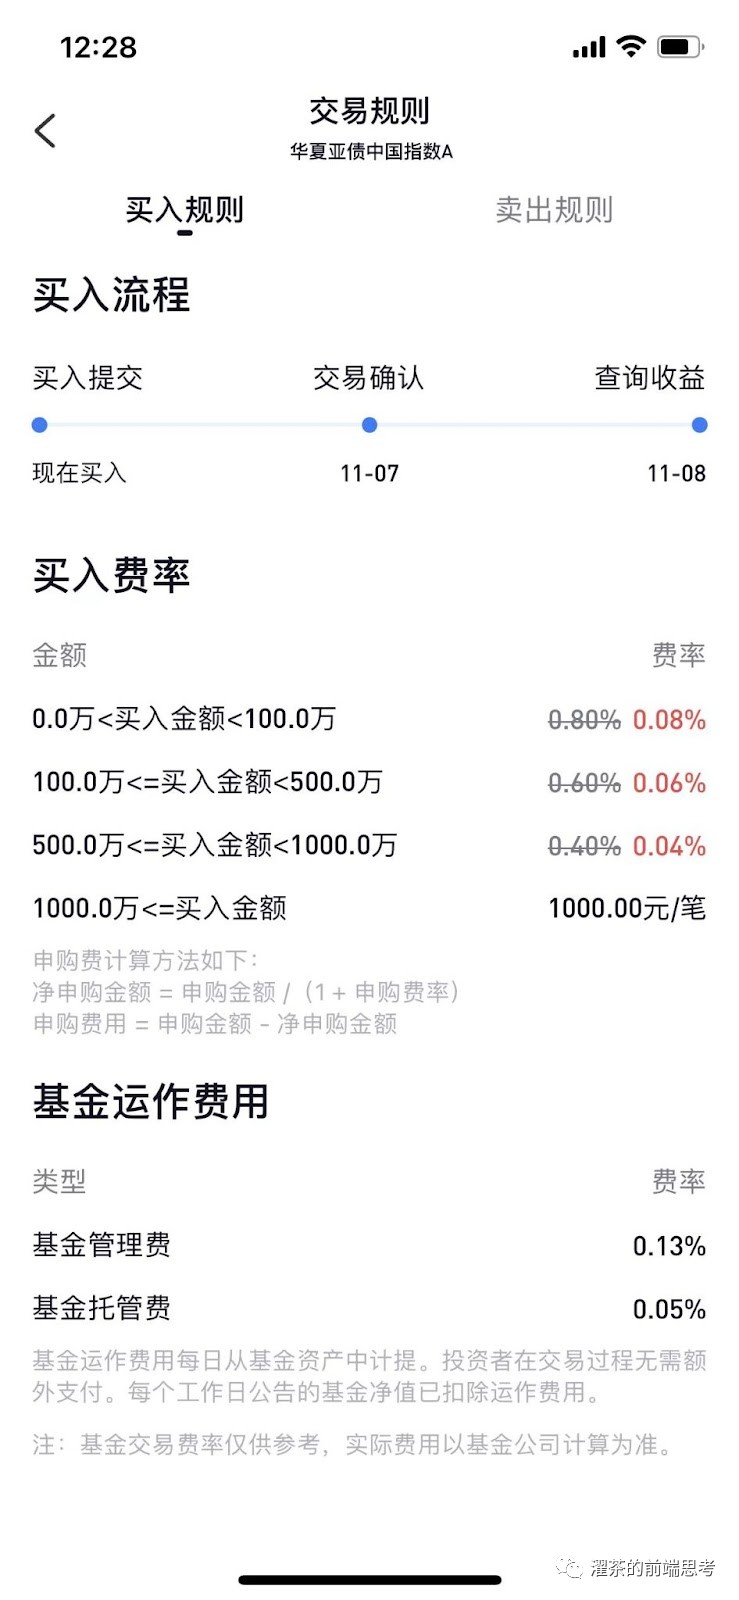 12:28
交易规则
华夏亚债中国指数A
买入规则 卖出规则
买入流程
买入提交 交易确认 查询收益
现在买入 11-07 11-08
买入费率
金额 费率
0.0万<买入金额<100.0万 0.80% 0.08%
100.0万<=买入金额<500.0万 0.60% 0.06%
500.0万<=买入金额<1000.0万 0.40% 0.04%
1000.0万<=买入金额 1000.00元/笔
申购费计算方法如下：
净申购金额 = 申购金额 /（1 + 申购费率）
申购费用 = 申购金额 - 净申购金额
基金运作费用
类型 费率
基金管理费 0.13%
基金托管费 0.05%
基金运作费用每日从基金资产中计提。投资者在交易过程无需额
外支付。每个工作日公告的基金净值已扣除运作费用。
注：基金交易费率仅供参考，实际费用以基金公司计算为准。
濯茶的前端思考